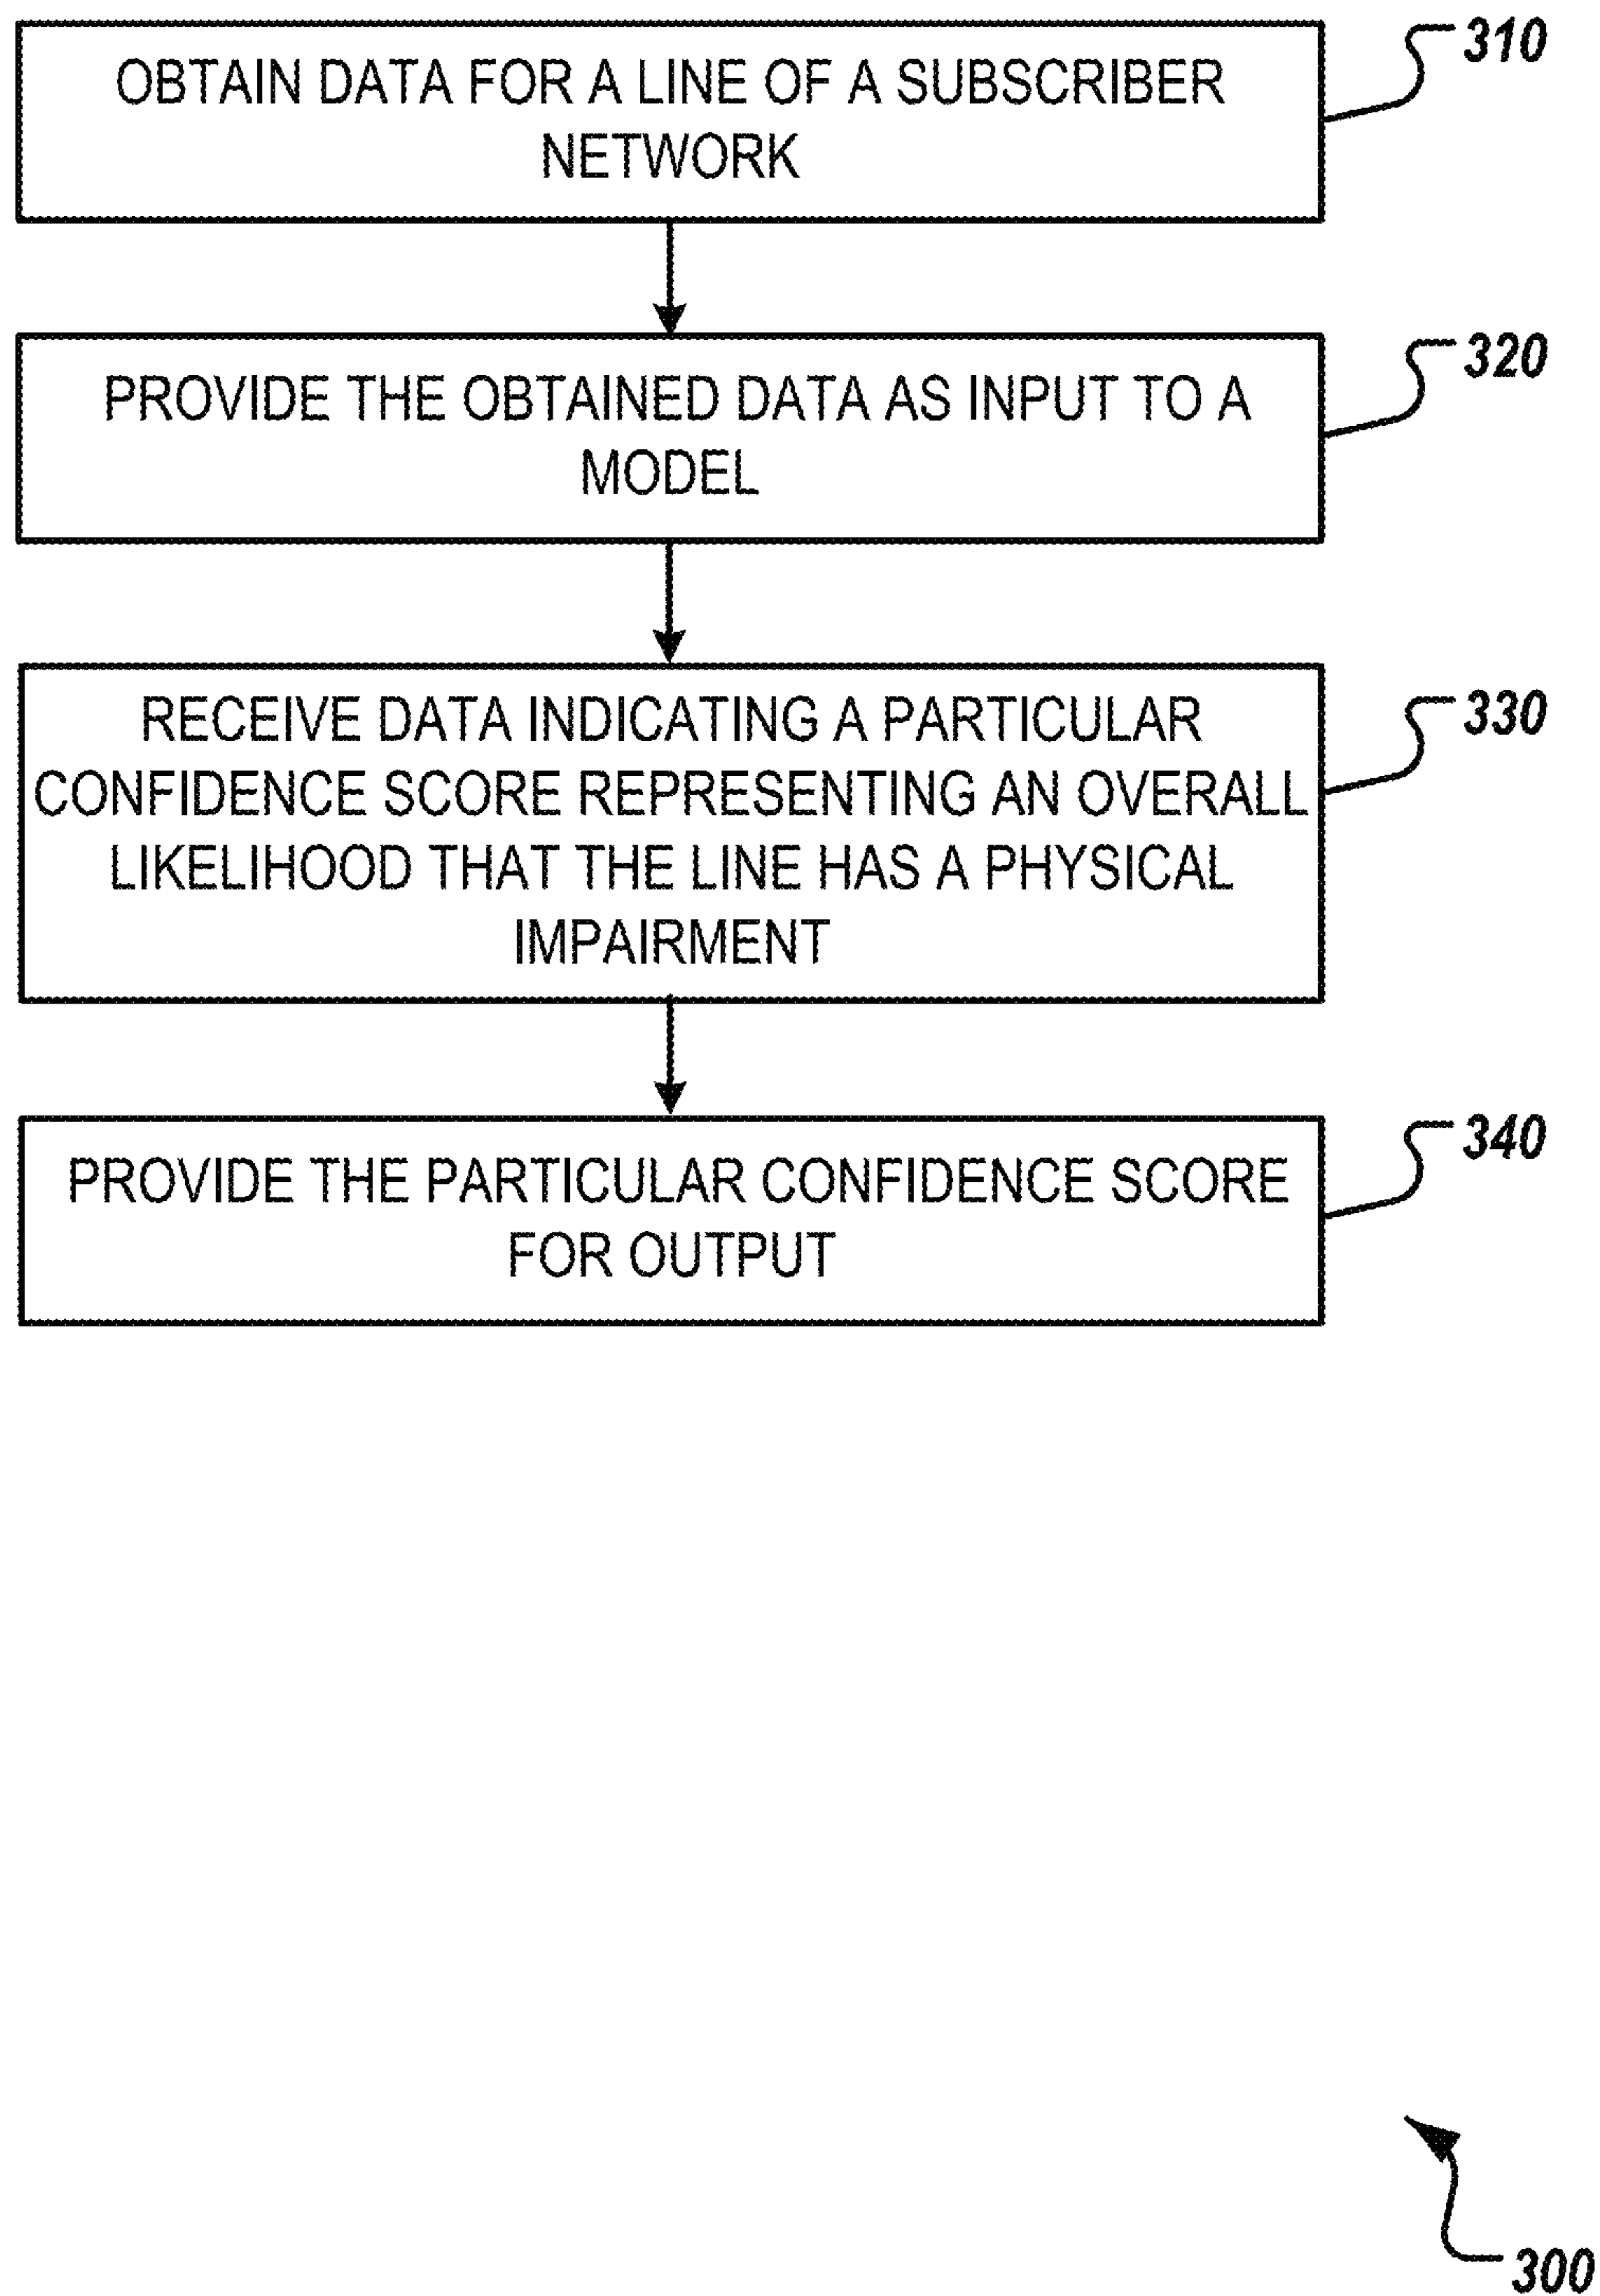 OBTAIN DATA FOR A LINE OF A SUBSCRIBER
NETWORK
310
PROVIDE THE OBTAINED DATA AS INPUT TO A
MODEL
320
RECEIVE DATA INDICATING A PARTICULAR
CONFIDENCE SCORE REPRESENTING AN OVERALL
LIKELIHOOD THAT THE LINE HAS A PHYSICAL
IMPAIRMENT
330
PROVIDE THE PARTICULAR CONFIDENCE SCORE
FOR OUTPUT
340
300